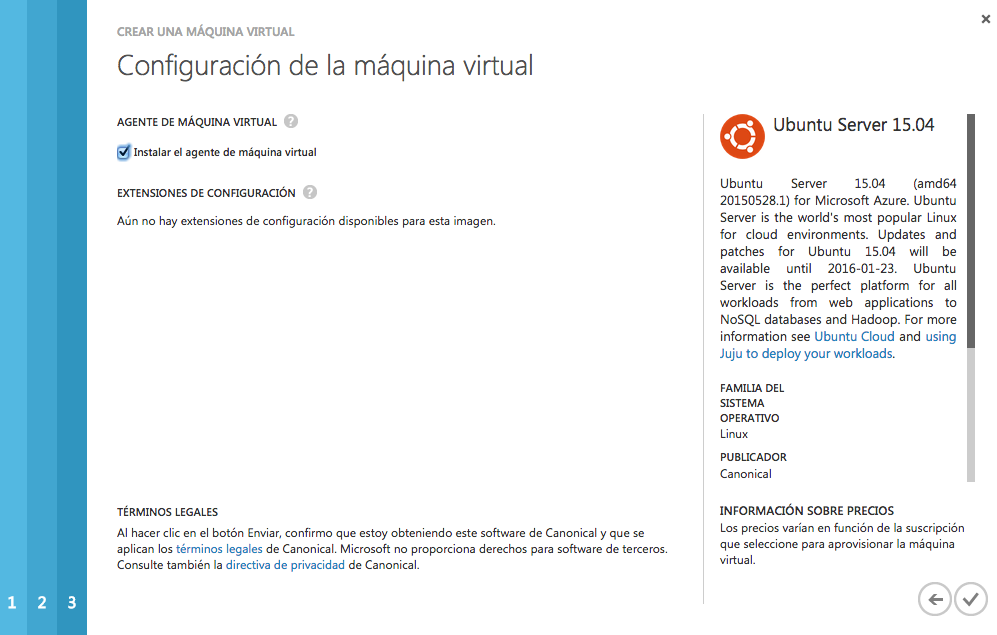 CREAR UNA MÁQUINA VIRTUAL
Configuración de la máquina virtual
AGENTE DE MÁQUINA VIRTUAL ?
Instalar el agente de máquina virtual
EXTENSIONES DE CONFIGURACIÓN ?
Aún no hay extensiones de configuración disponibles para esta imagen.
TÉRMINOS LEGALES
Al hacer clic en el botón Enviar, confirmo que estoy obteniendo este software de Canonical y que se
aplican los términos legales de Canonical. Microsoft no proporciona derechos para software de terceros.
Consulte también la directiva de privacidad de Canonical.
Ubuntu Server 15.04
Ubuntu Server 15.04 (amd64
20150528.1) for Microsoft Azure. Ubuntu
Server is the world's most popular Linux
for cloud environments. Updates and
patches for Ubuntu 15.04 will be
available until 2016-01-23. Ubuntu
Server is the perfect platform for all
workloads from web applications to
NoSQL databases and Hadoop. For more
information see Ubuntu Cloud and using
Juju to deploy your workloads.
FAMILIA DEL
SISTEMA
OPERATIVO
Linux
PUBLICADOR
Canonical
INFORMACIÓN SOBRE PRECIOS
Los precios varían en función de la suscripción
que seleccione para aprovisionar la máquina
virtual.
1 2 3